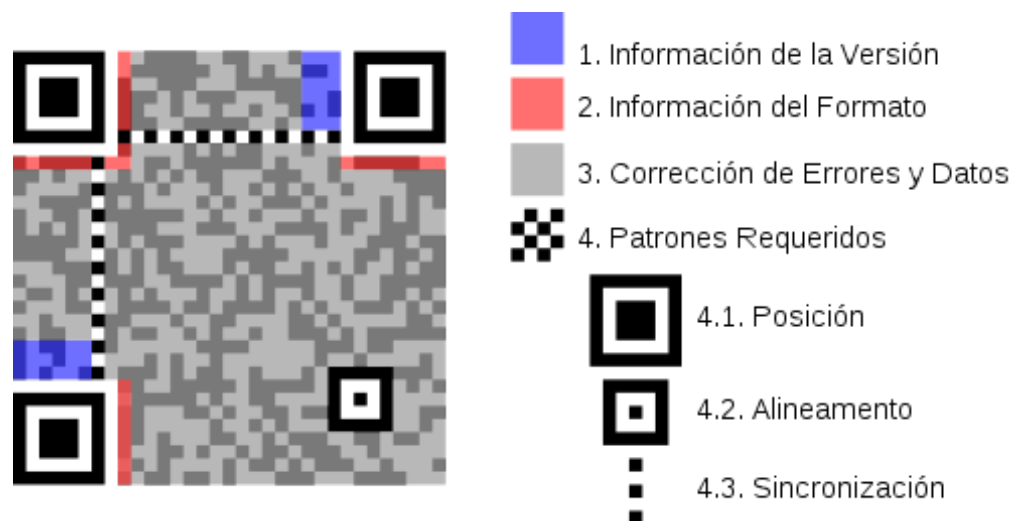 1. Información de la Versión
2. Información del Formato
3. Corrección de Errores y Datos
4. Patrones Requeridos
4.1. Posición
4.2. Alineamento
4.3. Sincronización